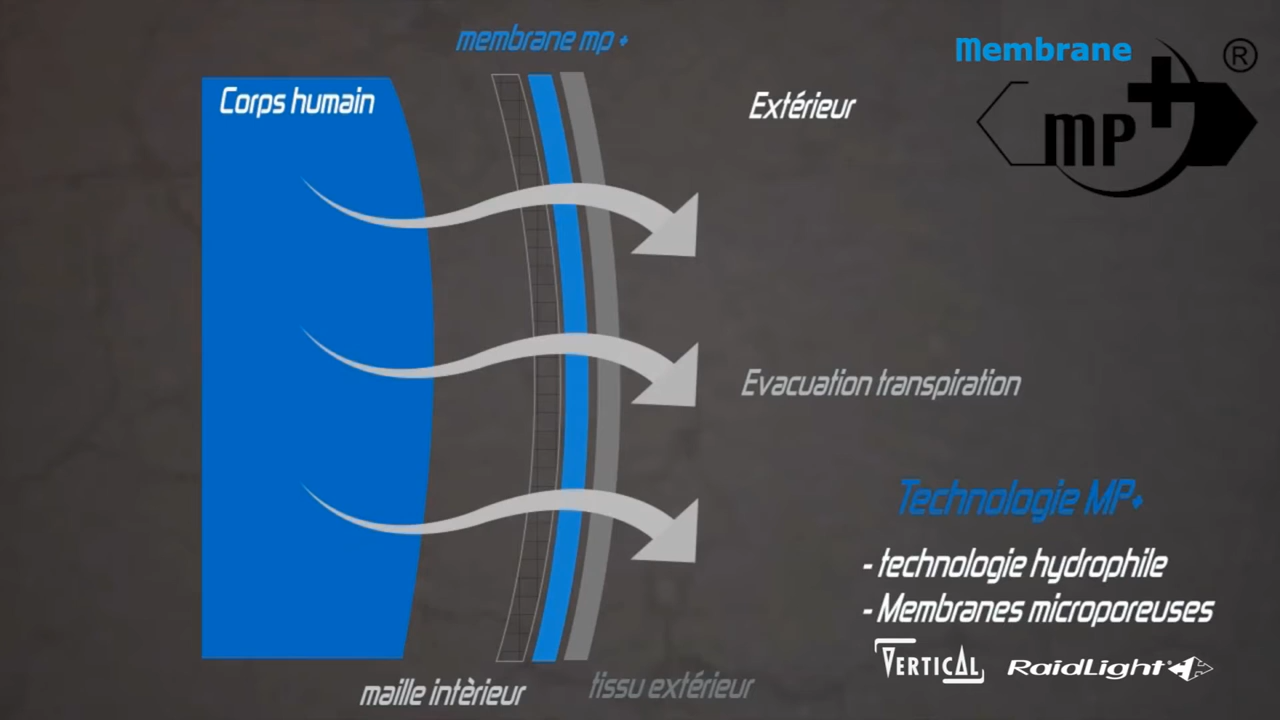 membrane mp +
Membrane
mp+ ®
Corps humain
Extérieur
Evacuation transpiration
Technologie MP+
- technologie hydrophile
- Membranes microporeuses
VERTICAL RaidLight
maille intèrieur
tissu extérieur